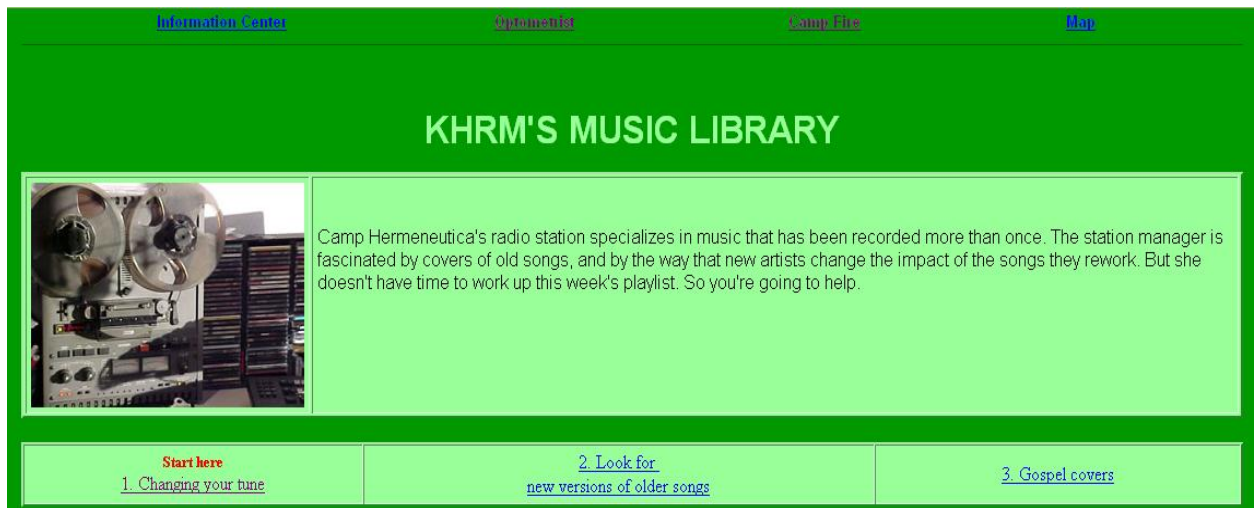 Information Center Optometrist Camp Fire Map
KHRM'S MUSIC LIBRARY
Camp Hermeneutica's radio station specializes in music that has been recorded more than once. The station manager is
fascinated by covers of old songs, and by the way that new artists change the impact of the songs they rework. But she
doesn't have time to work up this week's playlist. So you're going to help.
Start here
1. Changing your tune
2. Look for
new versions of older songs
3. Gospel covers